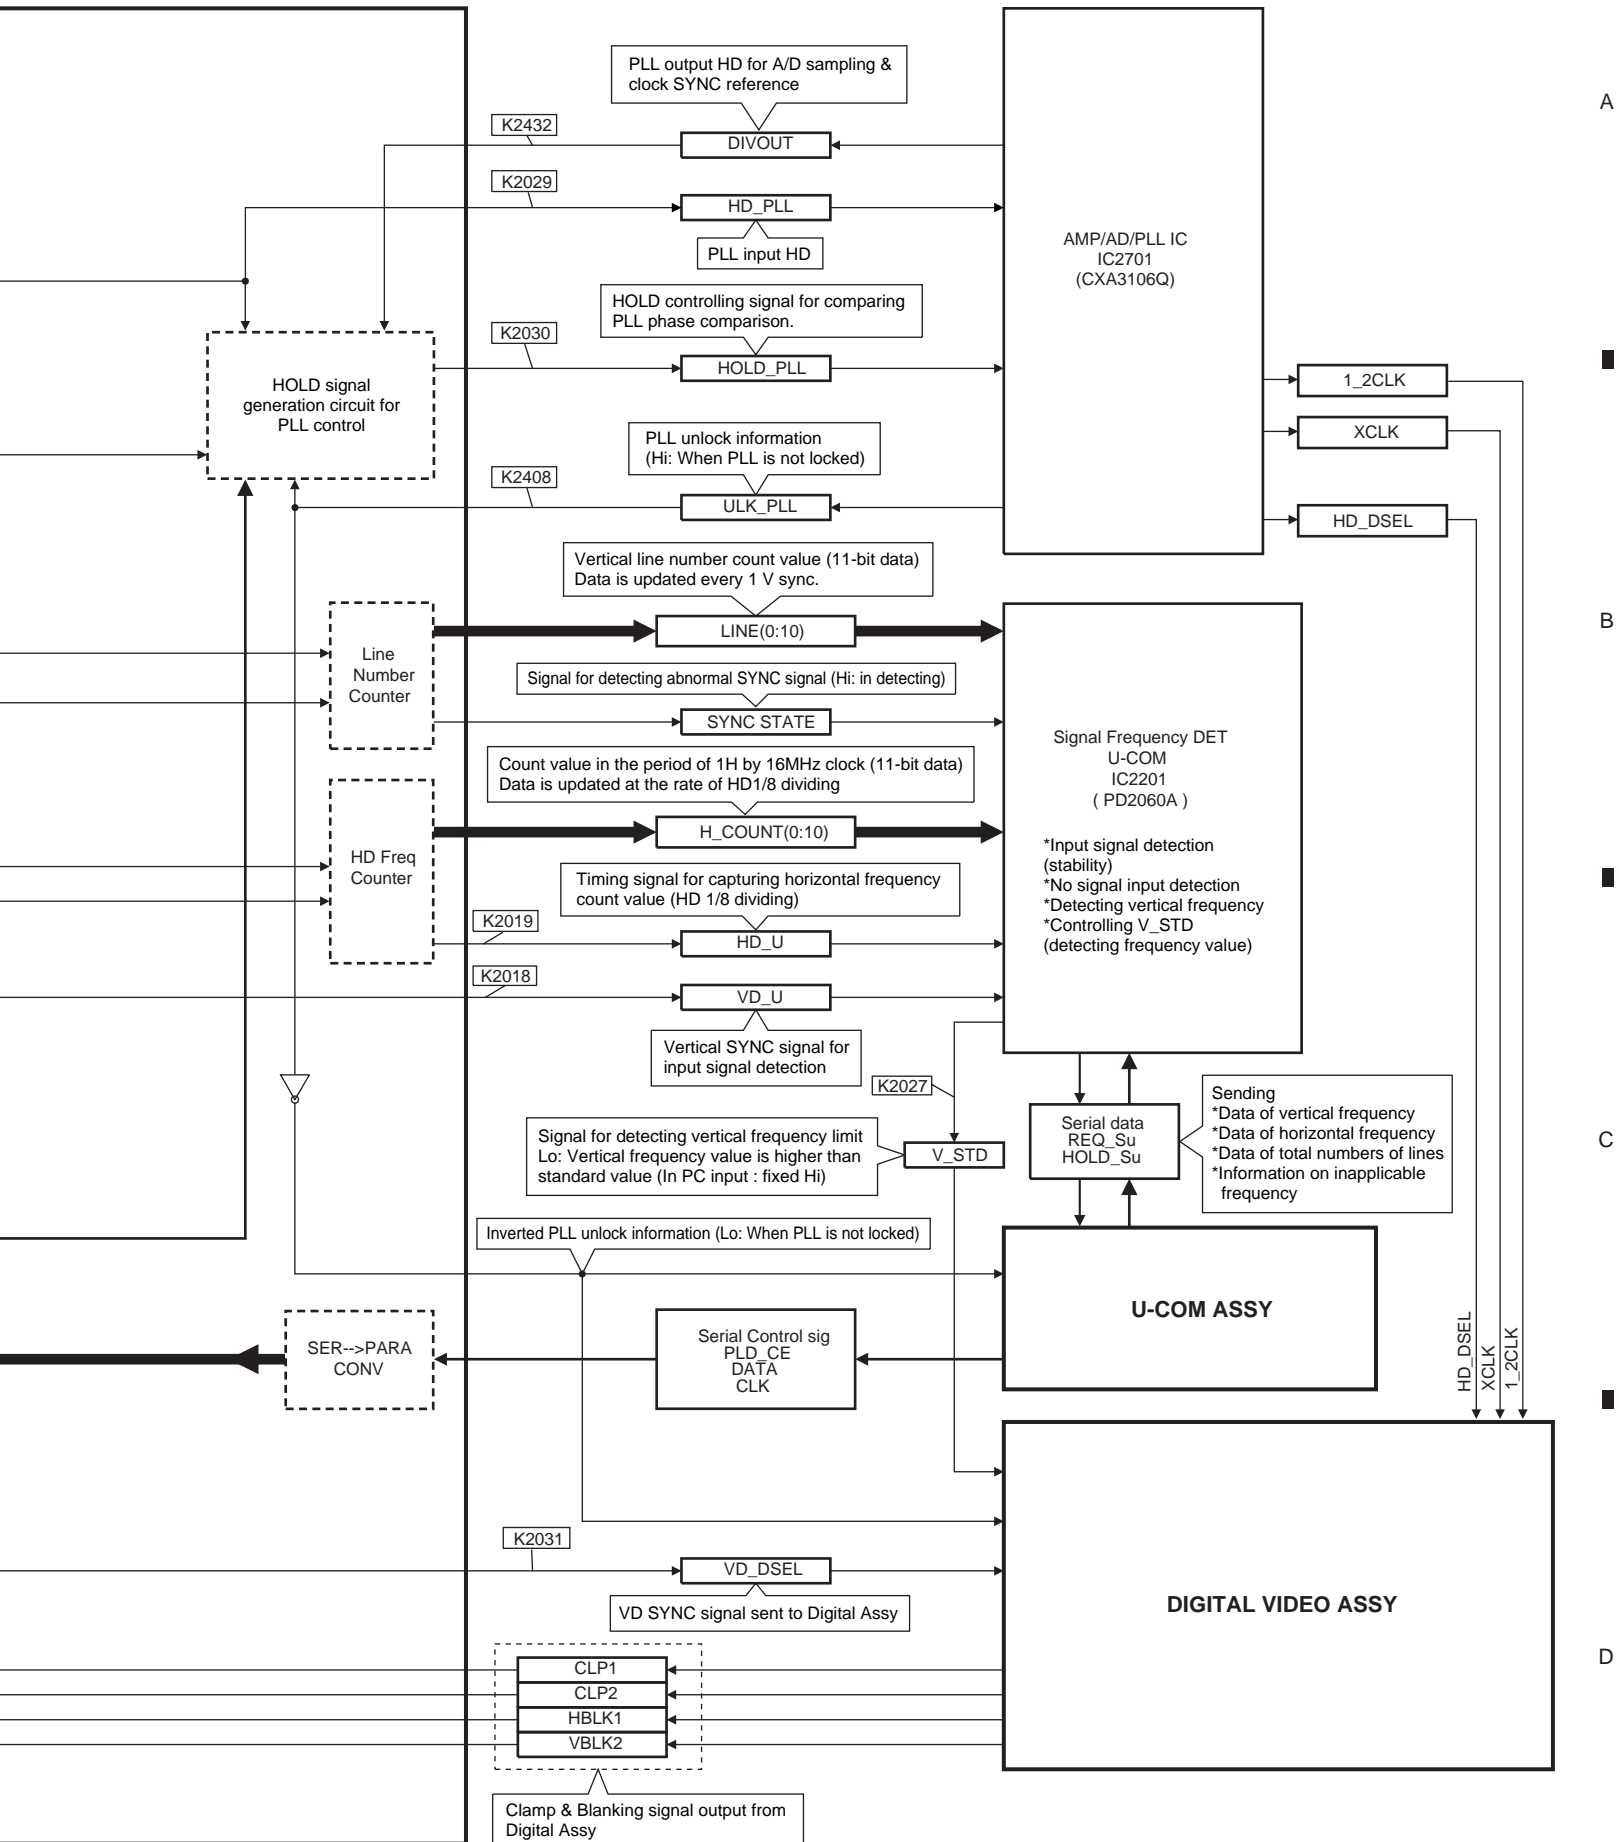 PLL output HD for A/D sampling &
clock SYNC reference
A
K2432
DIVOUT
K2029
HD_PLL
PLL input HD
AMP/AD/PLL IC
IC2701
(CXA3106Q)
HOLD controlling signal for comparing
PLL phase comparison.
K2030
HOLD_PLL
HOLD signal
generation circuit for
PLL control
1_2CLK
XCLK
PLL unlock information
(Hi: When PLL is not locked)
K2408
ULK_PLL
HD_DSEL
Vertical line number count value (11-bit data)
Data is updated every 1 V sync.
B
LINE(0:10)
Line
Number
Counter
Signal for detecting abnormal SYNC signal (Hi: in detecting)
SYNC STATE
Signal Frequency DET
U-COM
IC2201
( PD2060A )
Count value in the period of 1H by 16MHz clock (11-bit data)
Data is updated at the rate of HD1/8 dividing
H_COUNT(0:10)
*Input signal detection
(stability)
*No signal input detection
*Detecting vertical frequency
*Controlling V_STD
(detecting frequency value)
HD Freq
Counter
Timing signal for capturing horizontal frequency
count value (HD 1/8 dividing)
K2019
HD_U
K2018
VD_U
Vertical SYNC signal for
input signal detection
K2027
Sending
*Data of vertical frequency
*Data of horizontal frequency
*Data of total numbers of lines
*Information on inapplicable
frequency
Serial data
REQ_Su
HOLD_Su
C
Signal for detecting vertical frequency limit
Lo: Vertical frequency value is higher than
standard value (In PC input : fixed Hi)
V_STD
Inverted PLL unlock information (Lo: When PLL is not locked)
U-COM ASSY
SER-->PARA
CONV
Serial Control sig
PLD_CE
DATA
CLK
HD_DSEL
XCLK
1_2CLK
K2031
VD_DSEL
VD SYNC signal sent to Digital Assy
DIGITAL VIDEO ASSY
D
CLP1
CLP2
HBLK1
VBLK2
Clamp & Blanking signal output from
Digital Assy